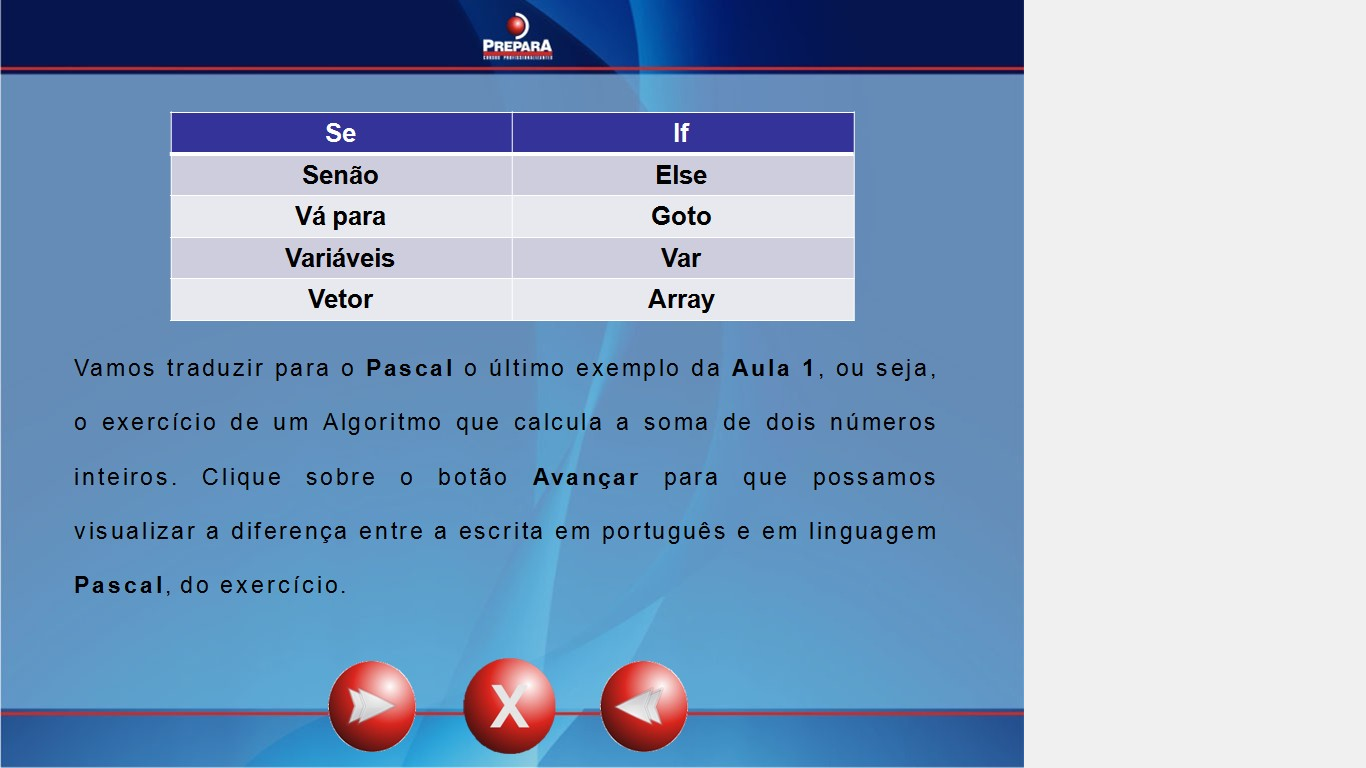 PREPARA
CURSOS PROFISSIONALIZANTES
Se If
Senão Else
Vá para Goto
Variáveis Var
Vetor Array
Vamos traduzir para o Pascal o último exemplo da Aula 1, ou seja,
o exercício de um Algoritmo que calcula a soma de dois números
inteiros. Clique sobre o botão Avançar para que possamos
visualizar a diferença entre a escrita em português e em linguagem
Pascal, do exercício.
X